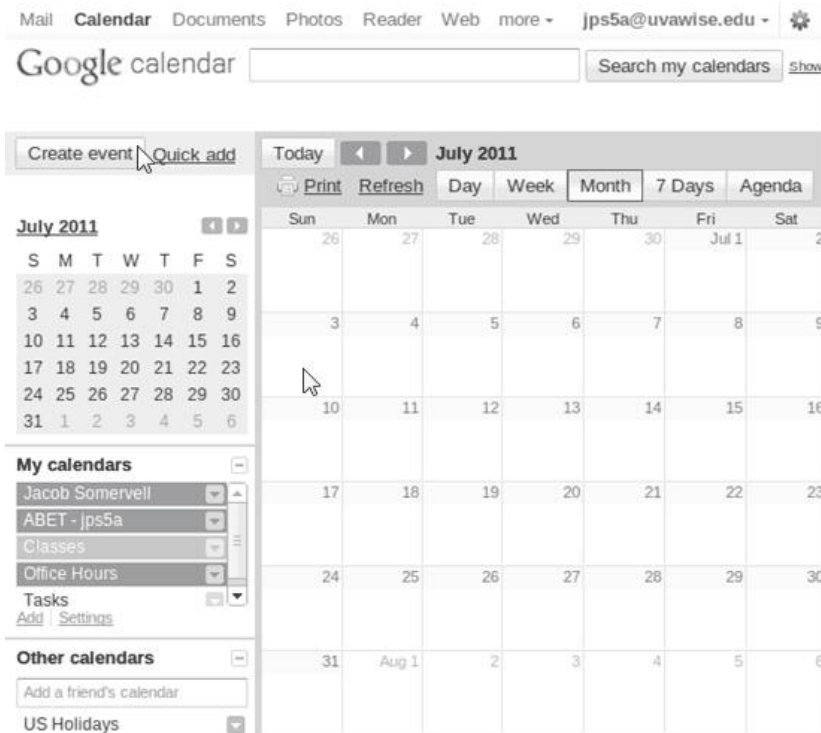 Mail Calendar Documents Photos Reader Web more jps5a@uvawise.edu
Google calendar Search my calendars Show
Create event Quick add
Today July 2011
Print Refresh Day Week Month 7 Days Agenda
July 2011
S M T W T F S
26 27 28 29 30 1 2
3 4 5 6 7 8 9
10 11 12 13 14 15 16
17 18 19 20 21 22 23
24 25 26 27 28 29 30
31 1 2 3 4 5 6
My calendars
Jacob Somervell
ABET - jps5a
Classes
Office Hours
Tasks
Add Settings
Other calendars
Add a friend's calendar
US Holidays
Sun Mon Tue Wed Thu Fri Sat
26 27 28 29 30 Jul 1 2
3 4 5 6 7 8 9
10 11 12 13 14 15 16
17 18 19 20 21 22 23
24 25 26 27 28 29 30
31 Aug 1 2 3 4 5 6